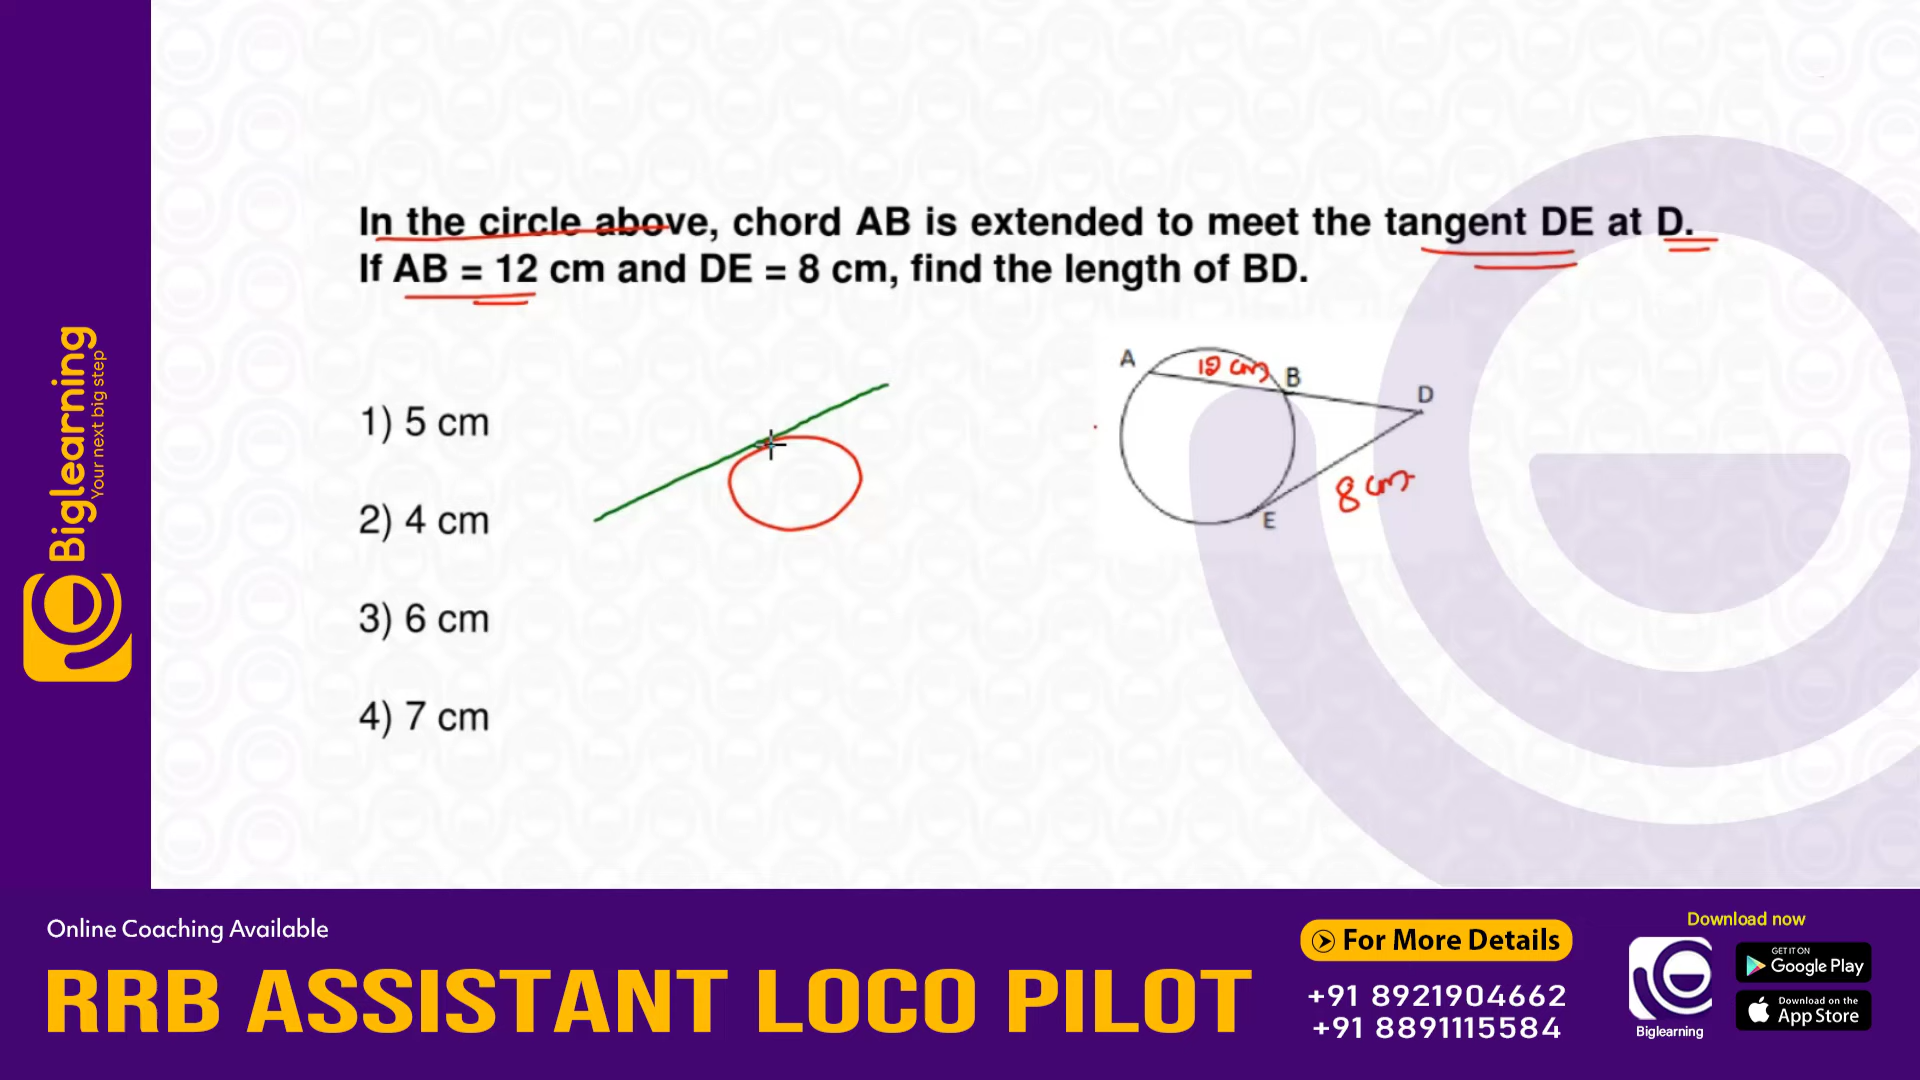 In the circle above, chord AB is extended to meet the tangent DE at D.
If AB = 12 cm and DE = 8 cm, find the length of BD.
1) 5 cm
2) 4 cm
3) 6 cm
4) 7 cm
A
12 cm
B
D
8 cm
E
Biglearning
Your next big step
Online Coaching Available
RRB ASSISTANT LOCO PILOT
For More Details
+91 8921904662
+91 8891115584
Download now
Biglearning
GET IT ON
Google Play
Download on the
App Store